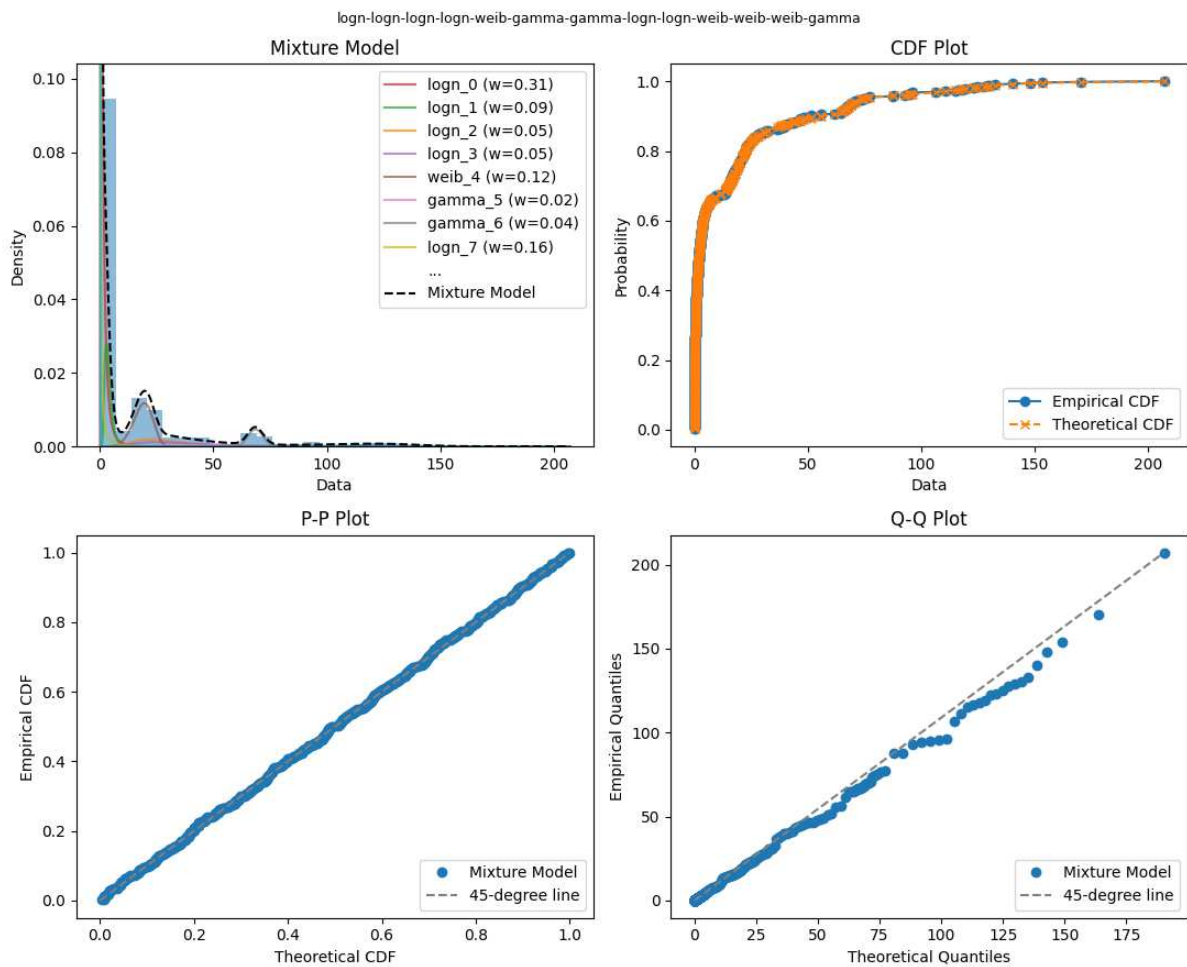 logn-logn-logn-logn-weib-gamma-gamma-logn-logn-weib-weib-weib-gamma
Mixture Model
0.10
0.08
0.06
0.04
0.02
0.00
Density
0
50
100
150
200
Data
logn_0 (w=0.31)
logn_1 (w=0.09)
logn_2 (w=0.05)
logn_3 (w=0.05)
weib_4 (w=0.12)
gamma_5 (w=0.02)
gamma_6 (w=0.04)
logn_7 (w=0.16)
...
Mixture Model
CDF Plot
1.0
0.8
0.6
0.4
0.2
0.0
Probability
0
50
100
150
200
Data
Empirical CDF
Theoretical CDF
P-P Plot
1.0
0.8
0.6
0.4
0.2
0.0
Empirical CDF
0.0
0.2
0.4
0.6
0.8
1.0
Theoretical CDF
Mixture Model
45-degree line
Q-Q Plot
200
150
100
50
0
Empirical Quantiles
0
25
50
75
100
125
150
175
Theoretical Quantiles
Mixture Model
45-degree line